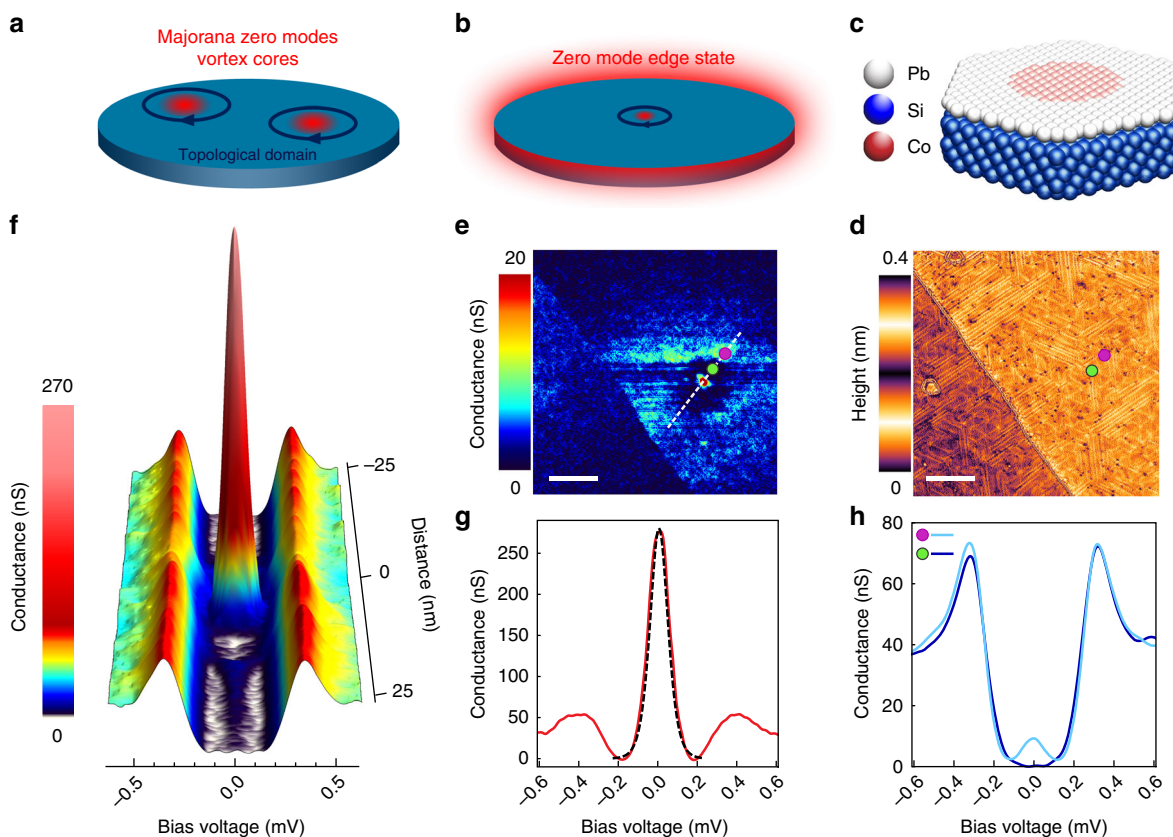 a
Majorana zero modes
vortex cores
Topological domain
b
Zero mode edge state
c
Pb
Si
Co
f
270
Conductance (nS)
0
−25
0
25
Distance (nm)
−0.5
0.0
0.5
Bias voltage (mV)
e
20
Conductance (nS)
0
d
0.4
Height (nm)
0
g
250
200
150
100
50
0
Conductance (nS)
−0.6
−0.4
−0.2
0.0
0.2
0.4
0.6
Bias voltage (mV)
h
80
60
40
20
0
Conductance (nS)
−0.6
−0.4
−0.2
0.0
0.2
0.4
0.6
Bias voltage (mV)